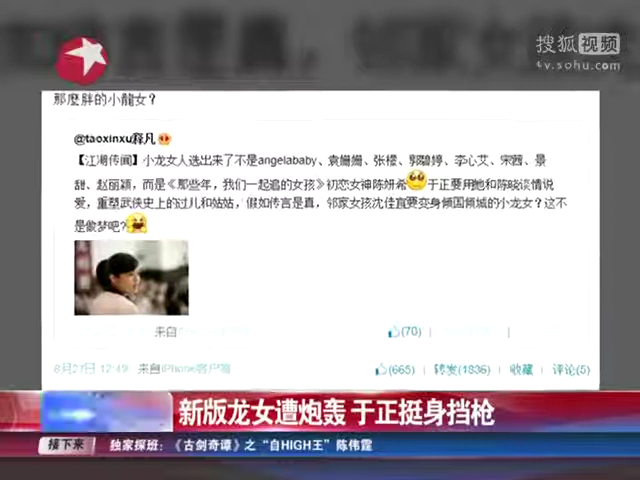 搜狐视频
tv.sohu.com
那麼胖的小龍女？
@taoxinxu释凡
【江湖传闻】小龙女人选出来了不是angelababy、袁姗姗、张檬、郭碧婷、李心艾、宋茜、景
甜、赵丽颖，而是《那些年，我们一起追的女孩》初恋女神陈妍希 于正要用她和陈晓谈情说
爱，重塑武侠史上的过儿和姑姑，假如传言是真，邻家女孩沈佳宜要变身倾国倾城的小龙女？这不
是做梦吧？
来自
(70)
8月27日 12:49 来自iPhone客户端
(665) 转发(1836) 收藏 评论(5)
新版龙女遭炮轰 于正挺身挡枪
接下来 独家探班：《古剑奇谭》之“自HIGH王”陈伟霆